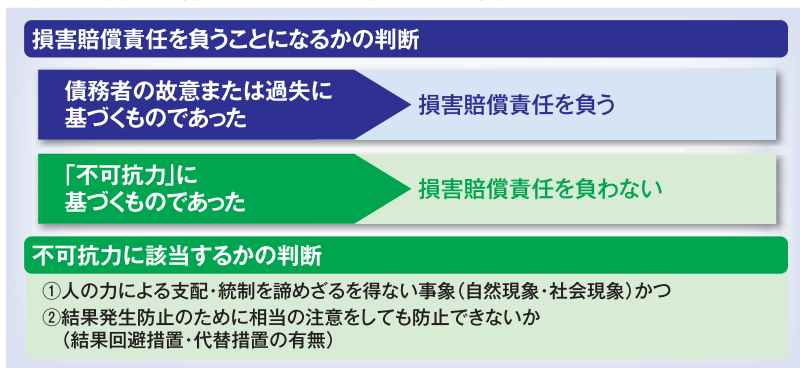 損害賠償責任を負うことになるかの判断
債務者の故意または過失に
基づくものであった
損害賠償責任を負う
「不可抗力」に
基づくものであった
損害賠償責任を負わない
不可抗力に該当するかの判断
①人の力による支配・統制を諦めざるを得ない事象（自然現象・社会現象）かつ
②結果発生防止のために相当の注意をしても防止できないか
（結果回避措置・代替措置の有無）